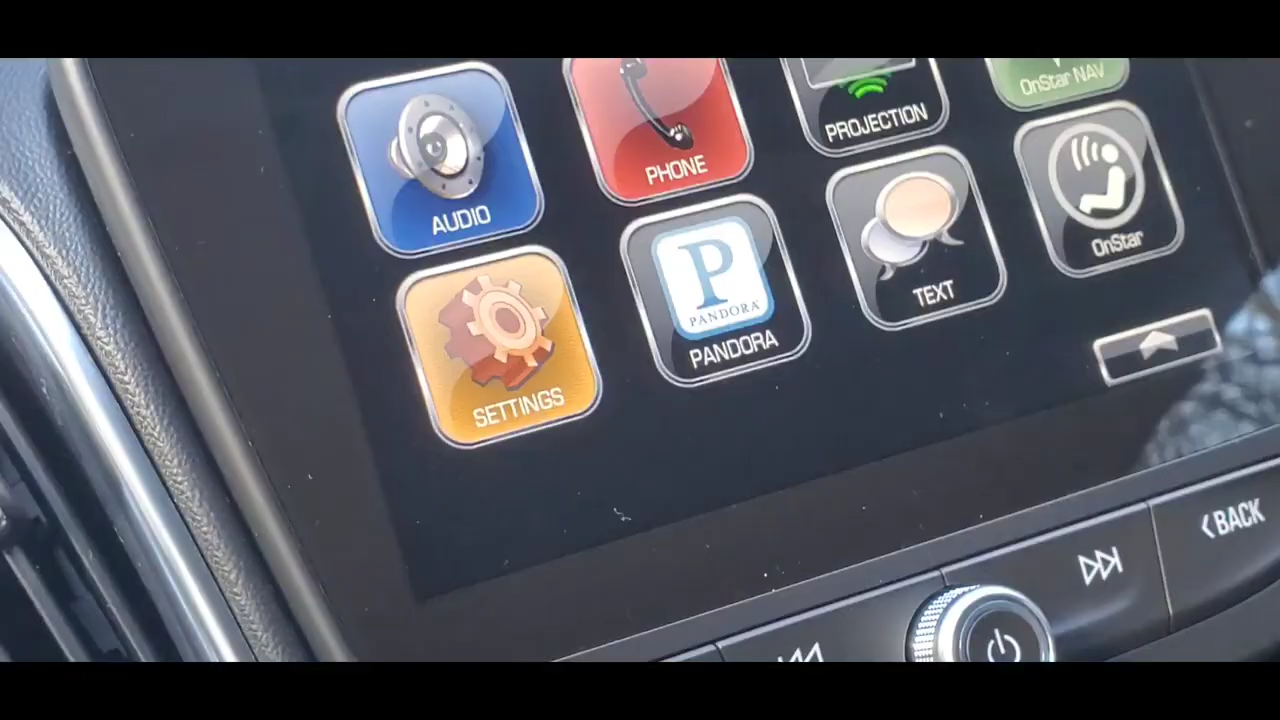 AUDIO
PHONE
PROJECTION
OnStar NAV
SETTINGS
PANDORA
PANDORA
TEXT
OnStar
BACK